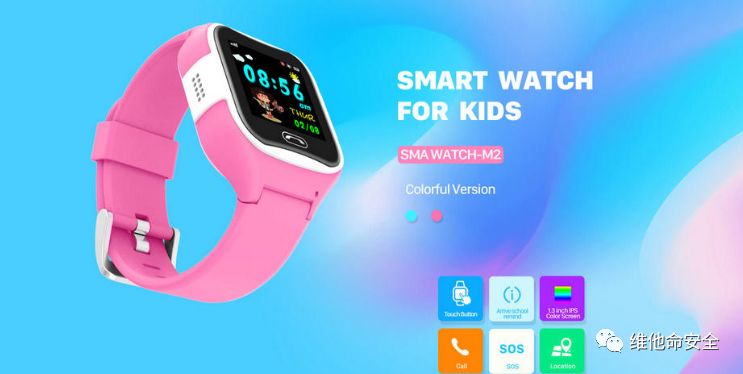 08:56
am
THUR
02/08
SMART WATCH
FOR KIDS
SMA WATCH-M2
Colorful Version
Touch Button
Arrive school
remind
1.3 inch IPS
Color Screen
Call
SOS
SOS
Location
维他命安全